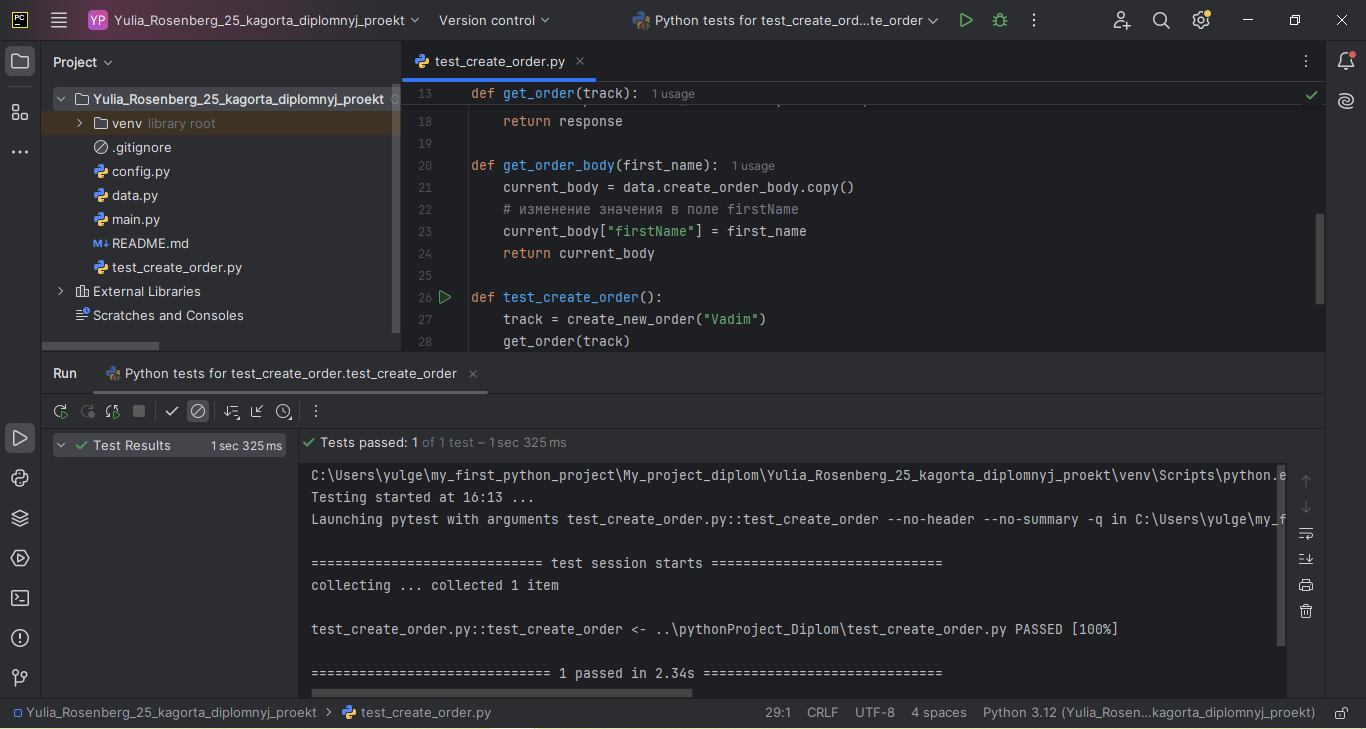 PC YP Yulia_Rosenberg_25_kagorta_diplomnyj_proekt Version control Python tests for test_create_ord...te_order
Project
Yulia_Rosenberg_25_kagorta_diplomnyj_proekt
venv library root
.gitignore
config.py
data.py
main.py
M↓ README.md
test_create_order.py
External Libraries
Scratches and Consoles
test_create_order.py
13 def get_order(track): 1 usage
18 return response
19
20 def get_order_body(first_name): 1 usage
21 current_body = data.create_order_body.copy()
22 # изменение значения в поле firstName
23 current_body["firstName"] = first_name
24 return current_body
25
26 def test_create_order():
27 track = create_new_order("Vadim")
28 get_order(track)
Run Python tests for test_create_order.test_create_order
Test Results 1 sec 325 ms
Tests passed: 1 of 1 test – 1 sec 325 ms
C:\Users\yulge\my_first_python_project\My_project_diplom\Yulia_Rosenberg_25_kagorta_diplomnyj_proekt\venv\Scripts\python.e
Testing started at 16:13 ...
Launching pytest with arguments test_create_order.py::test_create_order --no-header --no-summary -q in C:\Users\yulge\my_f
============================= test session starts =============================
collecting ... collected 1 item
test_create_order.py::test_create_order <- ..\pythonProject_Diplom\test_create_order.py PASSED [100%]
============================== 1 passed in 2.34s ==============================
Yulia_Rosenberg_25_kagorta_diplomnyj_proekt test_create_order.py 29:1 CRLF UTF-8 4 spaces Python 3.12 (Yulia_Rosen...kagorta_diplomnyj_proekt)